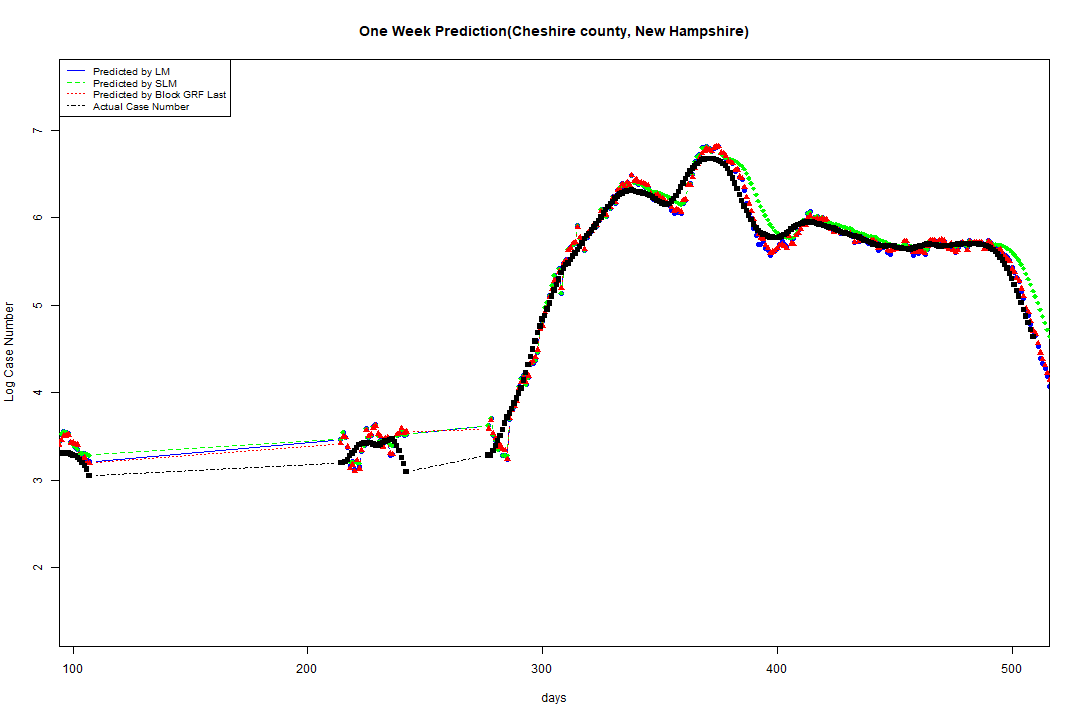 One Week Prediction(Cheshire county, New Hampshire)
Predicted by LM
Predicted by SLM
Predicted by Block GRF Last
Actual Case Number
7
6
5
4
3
2
Log Case Number
100 200 300 400 500
days